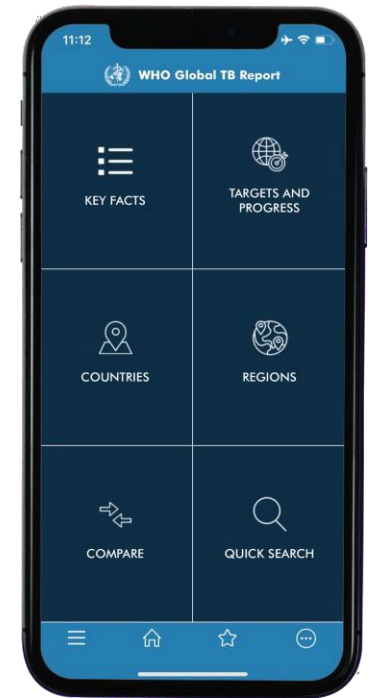 11:12
WHO Global TB Report
KEY FACTS
TARGETS AND
PROGRESS
COUNTRIES
REGIONS
COMPARE
QUICK SEARCH